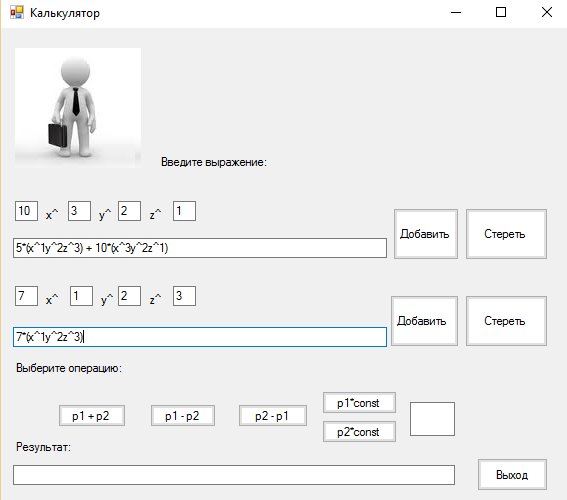 Калькулятор
Введите выражение:
10 x^ 3 y^ 2 z^ 1
Добавить Стереть
5*(x^1y^2z^3) + 10*(x^3y^2z^1)
7 x^ 1 y^ 2 z^ 3
Добавить Стереть
7*(x^1y^2z^3)
Выберите операцию:
p1 + p2 p1 - p2 p2 - p1 p1*const
p2*const
Результат:
Выход